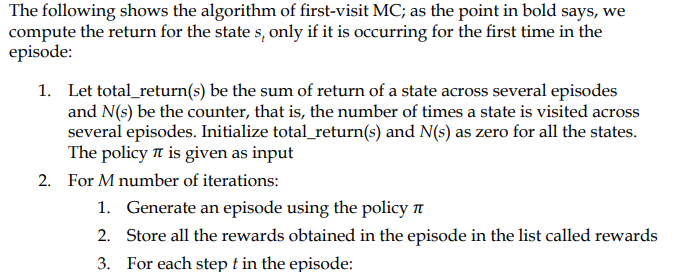 The following shows the algorithm of first-visit MC; as the point in bold says, we
compute the return for the state sₜ only if it is occurring for the first time in the
episode:
1. Let total_return(s) be the sum of return of a state across several episodes
and N(s) be the counter, that is, the number of times a state is visited across
several episodes. Initialize total_return(s) and N(s) as zero for all the states.
The policy π is given as input
2. For M number of iterations:
1. Generate an episode using the policy π
2. Store all the rewards obtained in the episode in the list called rewards
3. For each step t in the episode: